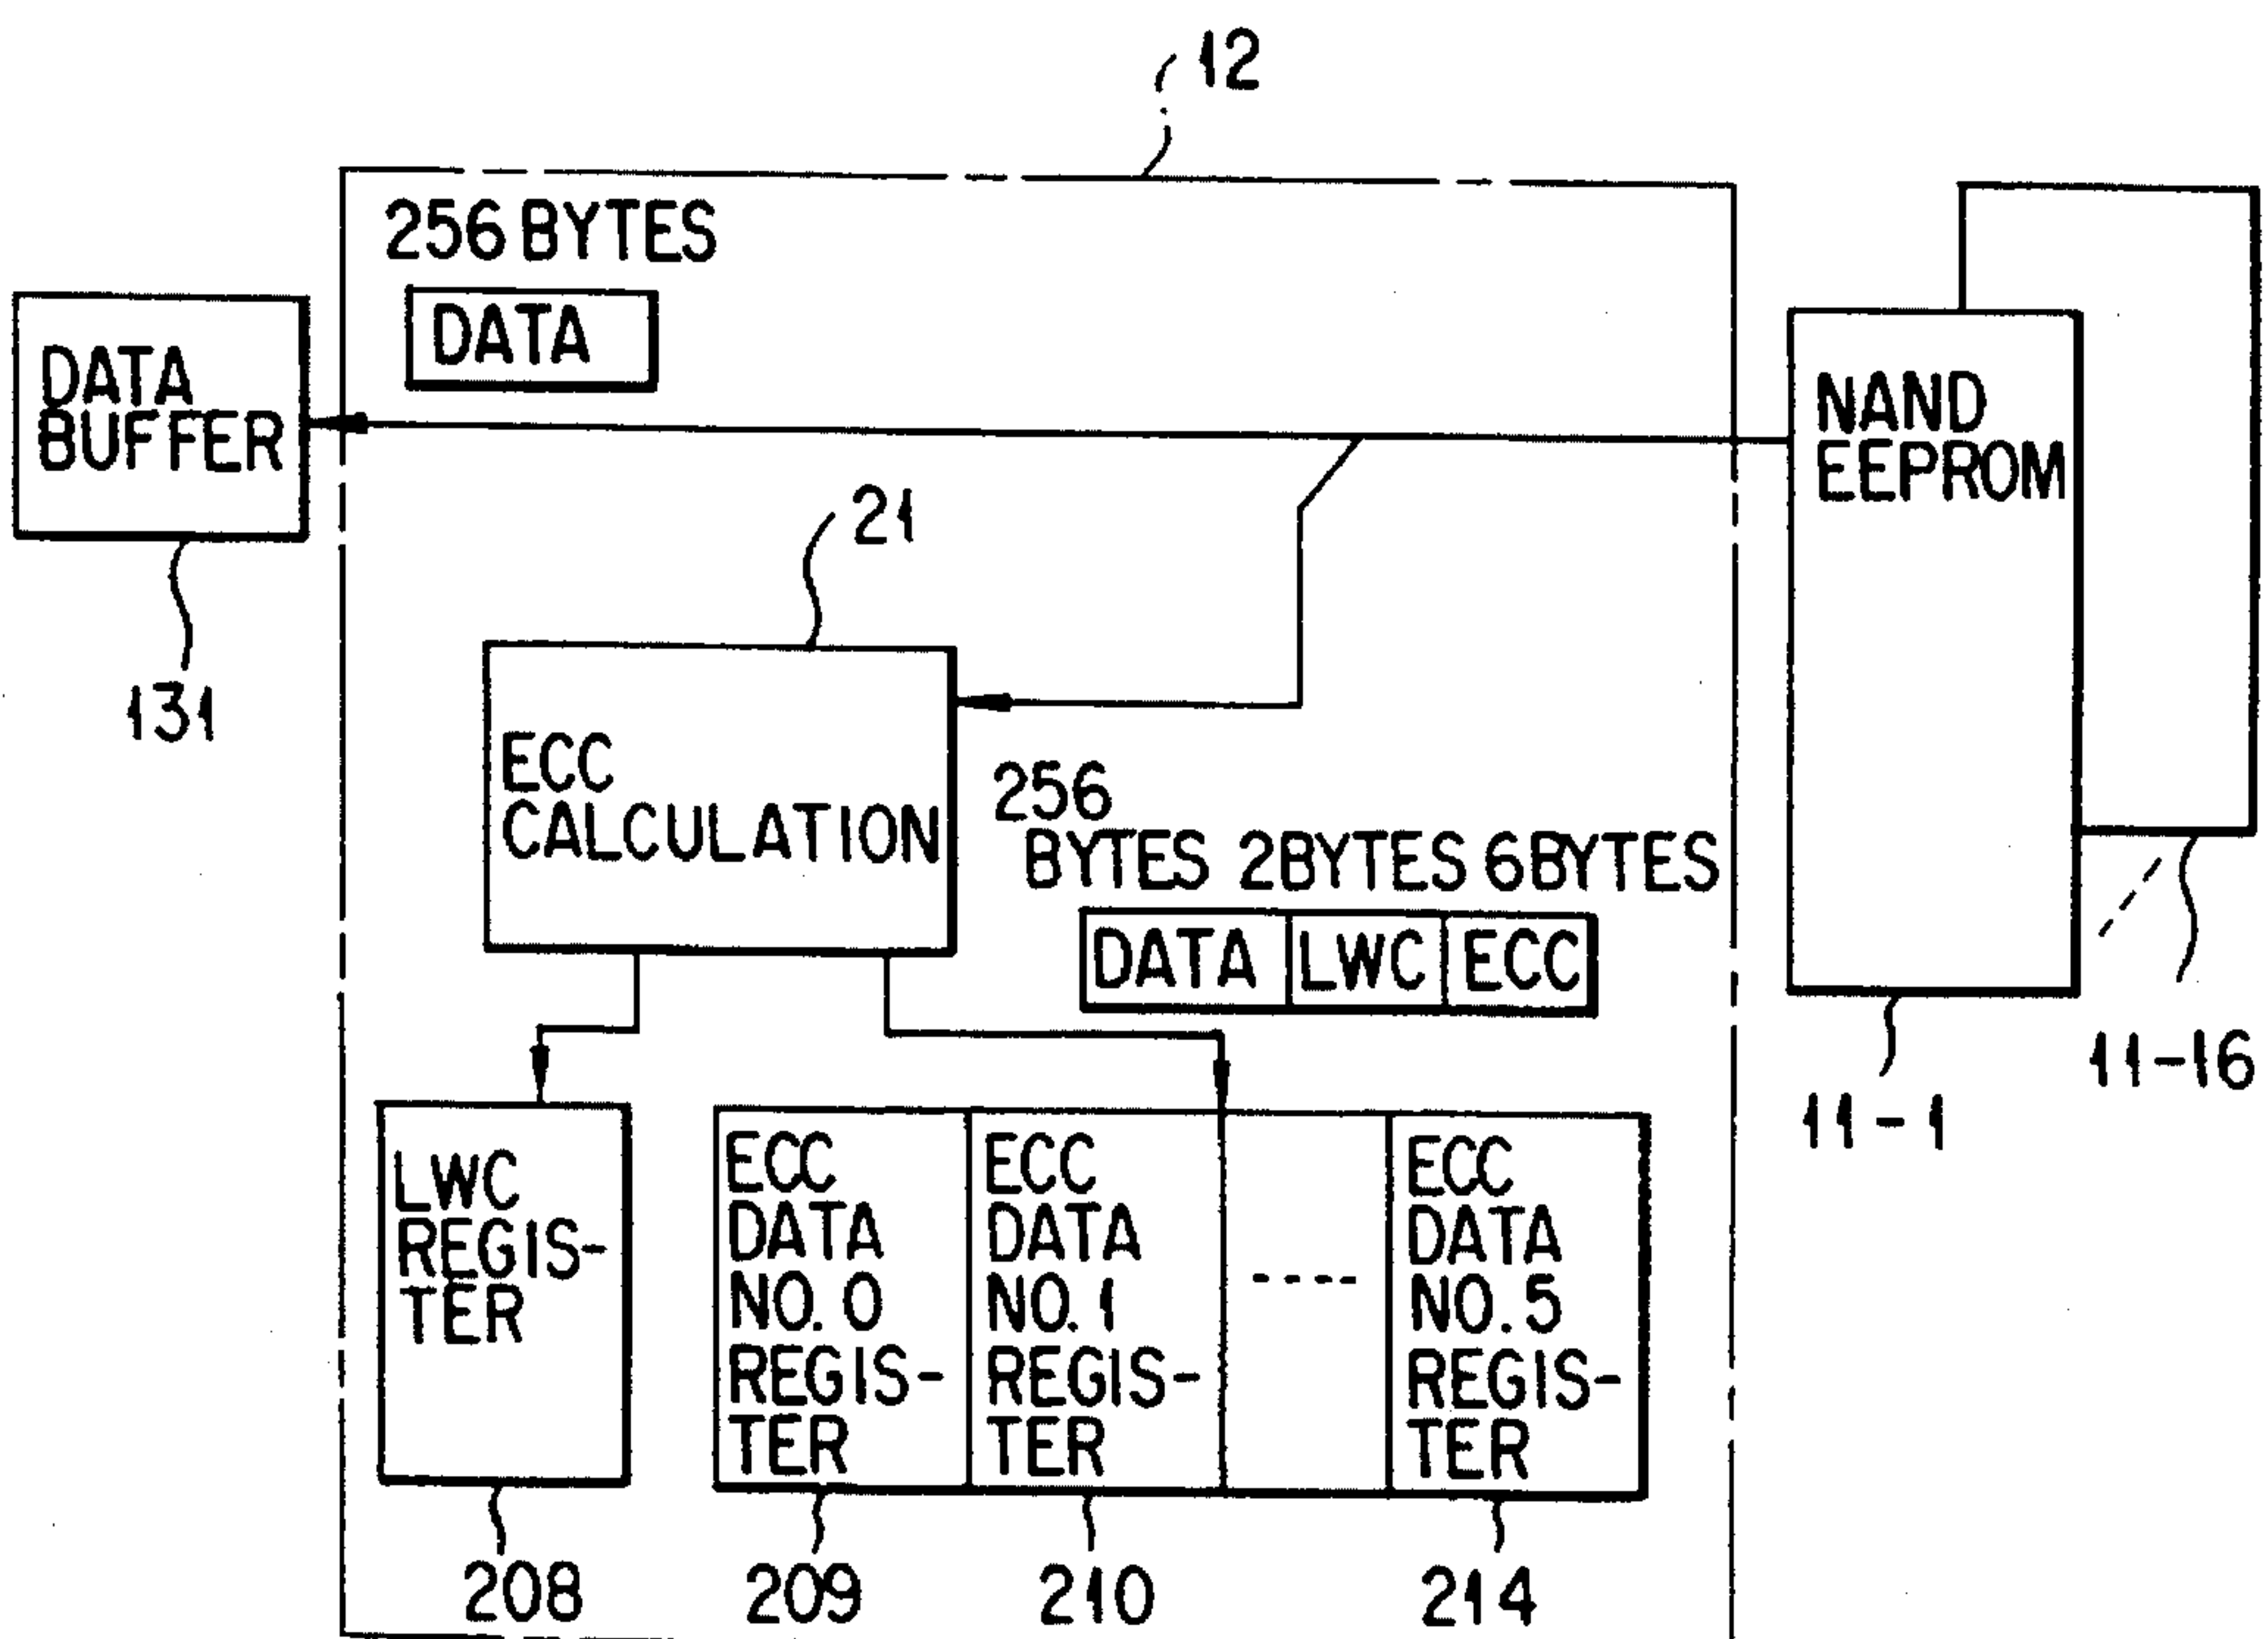 12
256 BYTES
DATA
DATA
BUFFER
131
NAND
EEPROM
21
ECC
CALCULATION
256
BYTES 2BYTES 6BYTES
DATA LWC ECC
11-16
11-1
LWC
REGIS-
TER
ECC
DATA
NO. 0
REGIS-
TER
ECC
DATA
NO. 1
REGIS-
TER
----
ECC
DATA
NO. 5
REGIS-
TER
208
209
210
214